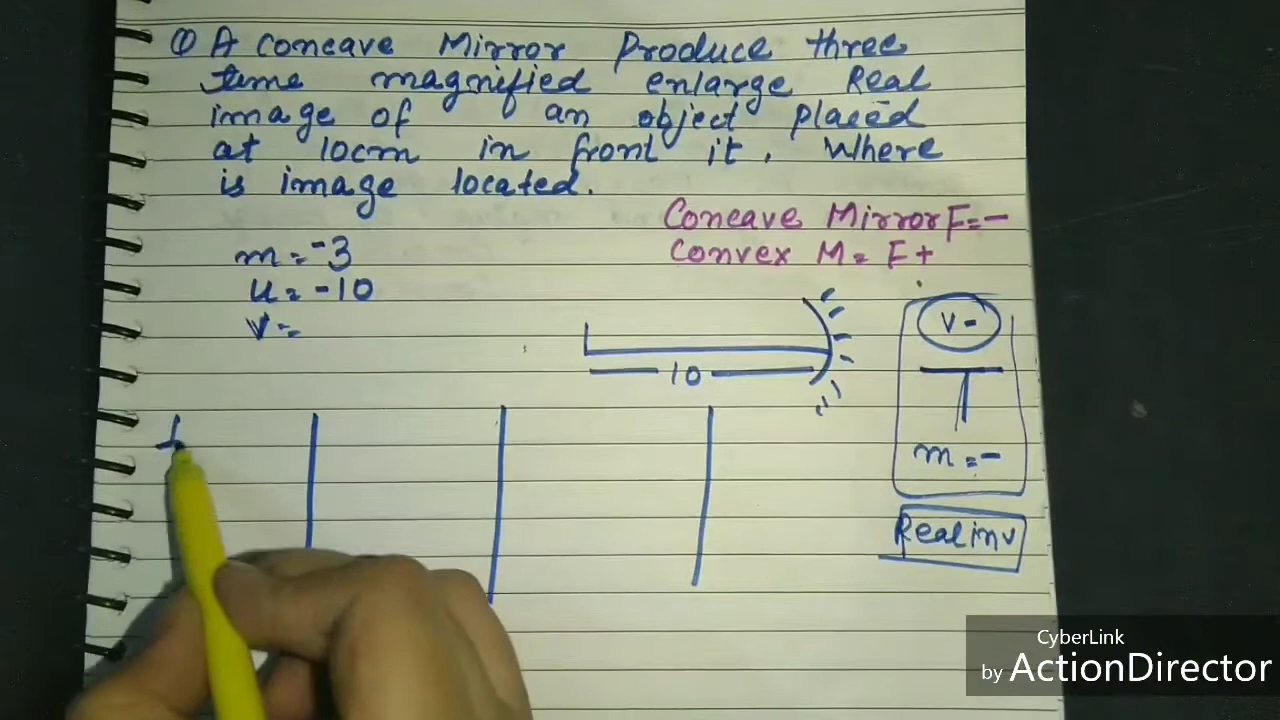 Q A Concave Mirror Produce three
time magnified enlarge Real
image of an object placed
at 10cm in front it. Where
is image located.
Concave Mirror F=-
Convex M= F+
m=-3
u=-10
v=
10
v-
m=-
Real inv
CyberLink
by ActionDirector